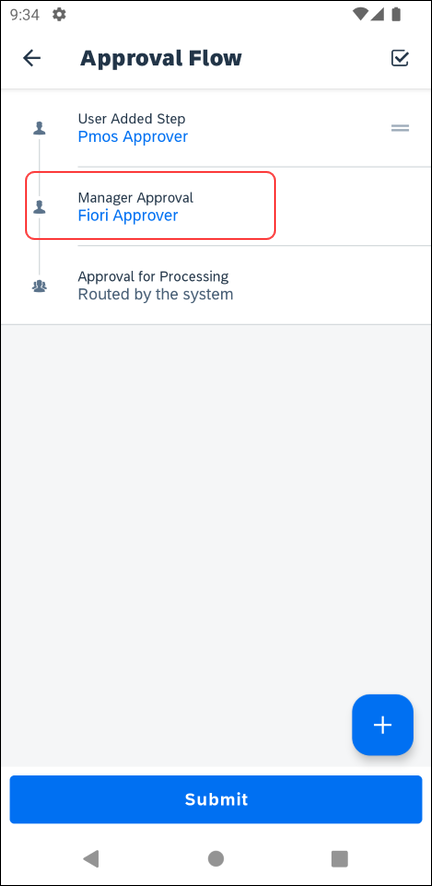 9:34
Approval Flow
User Added Step
Pmos Approver
Manager Approval
Fiori Approver
Approval for Processing
Routed by the system
Submit